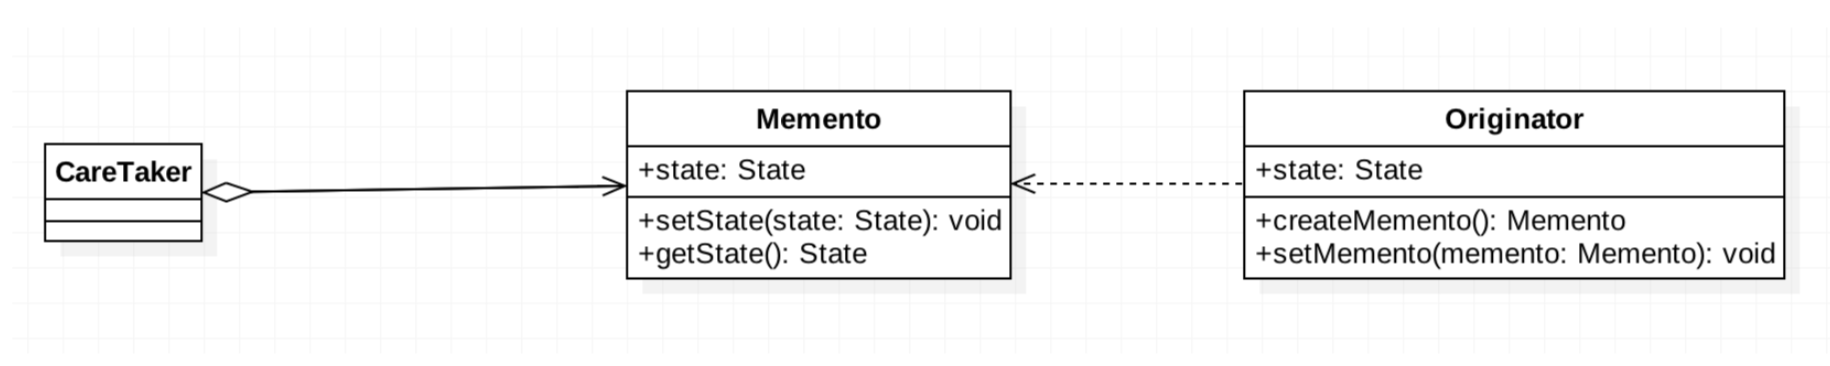 CareTaker
Memento
+state: State
+setState(state: State): void
+getState(): State
Originator
+state: State
+createMemento(): Memento
+setMemento(memento: Memento): void